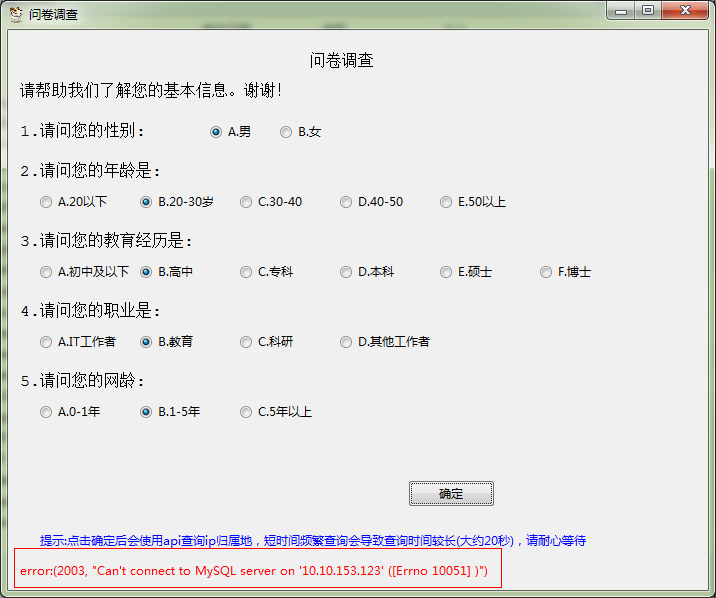 问卷调查
问卷调查
请帮助我们了解您的基本信息。谢谢!
1.请问您的性别: A.男 B.女
2.请问您的年龄是:
A.20以下 B.20-30岁 C.30-40 D.40-50 E.50以上
3.请问您的教育经历是:
A.初中及以下 B.高中 C.专科 D.本科 E.硕士 F.博士
4.请问您的职业是:
A.IT工作者 B.教育 C.科研 D.其他工作者
5.请问您的网龄:
A.0-1年 B.1-5年 C.5年以上
确定
提示:点击确定后会使用api查询ip归属地，短时间频繁查询会导致查询时间较长(大约20秒)，请耐心等待
error:(2003, "Can't connect to MySQL server on '10.10.153.123' ([Errno 10051] )")